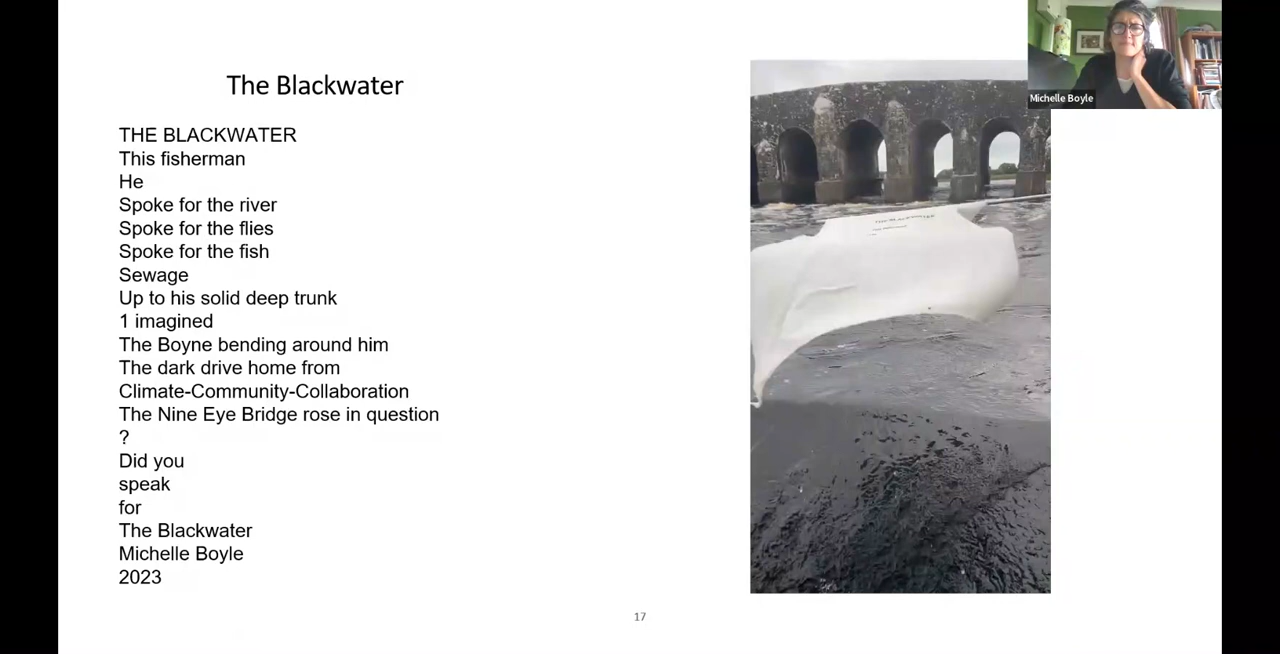 The Blackwater
THE BLACKWATER
This fisherman
He
Spoke for the river
Spoke for the flies
Spoke for the fish
Sewage
Up to his solid deep trunk
1 imagined
The Boyne bending around him
The dark drive home from
Climate-Community-Collaboration
The Nine Eye Bridge rose in question
?
Did you
speak
for
The Blackwater
Michelle Boyle
2023
17
Michelle Boyle
THE BLACKWATER